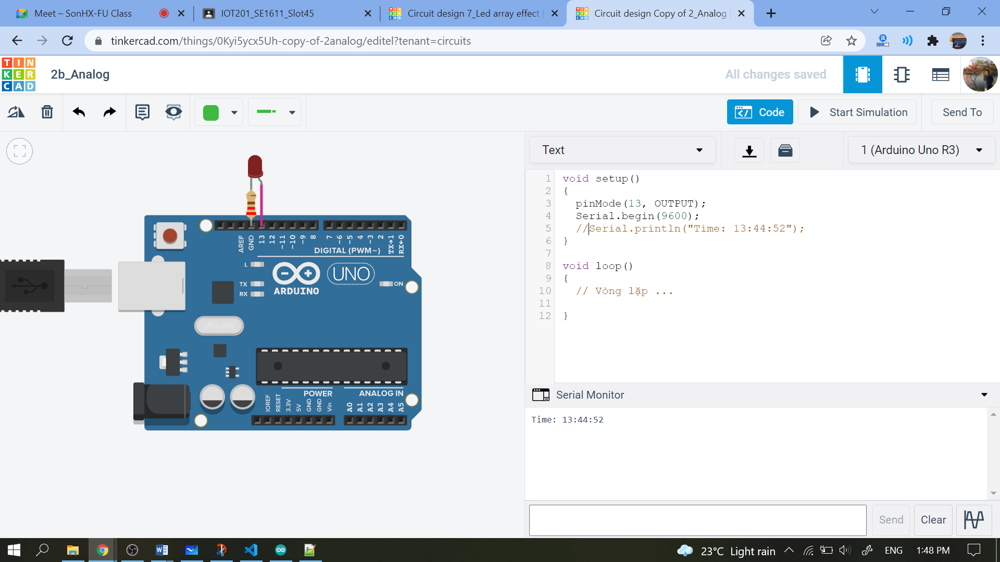 Meet – SonHX-FU Class
IOT201_SE1611_Slot45
Circuit design 7_Led array effect
Circuit design Copy of 2_Analog
tinkercad.com/things/0Kyi5ycx5Uh-copy-of-2analog/editel?tenant=circuits
TINKERCAD
2b_Analog
All changes saved
Code
Start Simulation
Send To
Text
1 (Arduino Uno R3)
1 void setup()
2 {
3 pinMode(13, OUTPUT);
4 Serial.begin(9600);
5 //Serial.println("Time: 13:44:52");
6 }
7
8 void loop()
9 {
10 // Vòng lặp ...
11
12 }
AREF GND 13 12 ~11 ~10 ~9 8 7 ~6 ~5 4 ~3 2 TX→1 RX←0
DIGITAL (PWM~)
L
TX
RX
ARDUINO
UNO
ON
SPK16.000G
POWER
ANALOG IN
IOREF RESET 3.3V 5V GND GND Vin A0 A1 A2 A3 A4 A5
Serial Monitor
Time: 13:44:52
Send
Clear
23°C Light rain
ENG
1:48 PM